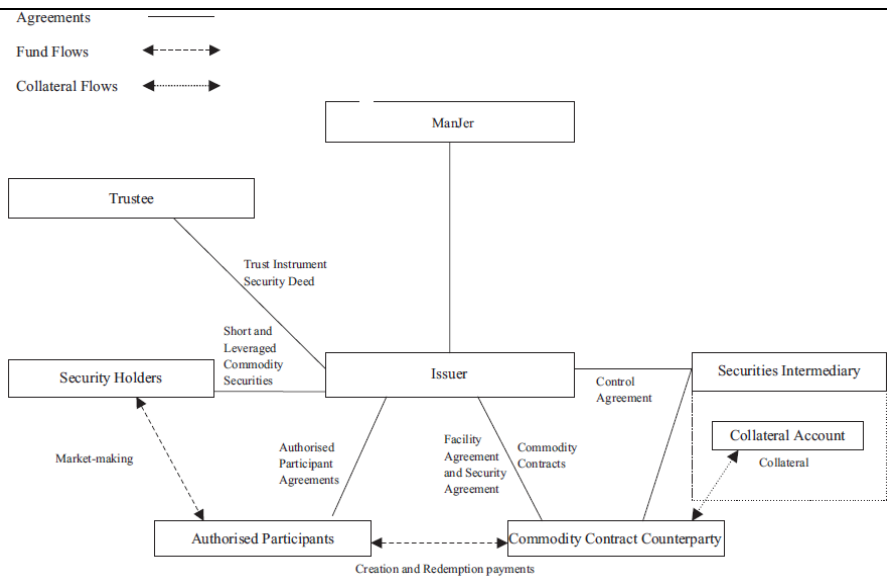 Agreements
Fund Flows
Collateral Flows
ManJer
Trustee
Trust Instrument
Security Deed
Short and
Leveraged
Commodity
Securities
Security Holders
Issuer
Securities Intermediary
Control
Agreement
Collateral Account
Collateral
Market-making
Authorised
Participant
Agreements
Facility
Agreement
and Security
Agreement
Commodity
Contracts
Authorised Participants
Commodity Contract Counterparty
Creation and Redemption payments